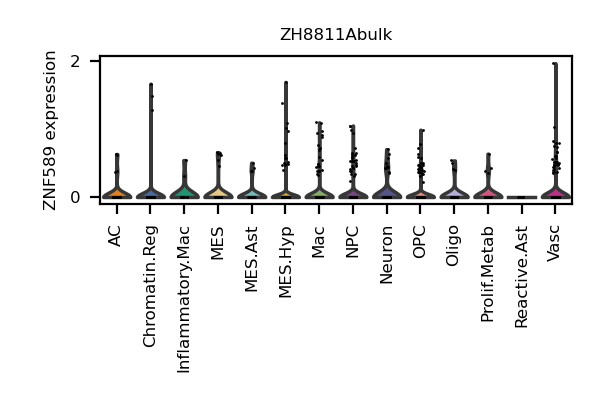 ZH8811Abulk
ZNF589 expression
2
0
AC
Chromatin.Reg
Inflammatory.Mac
MES
MES.Ast
MES.Hyp
Mac
NPC
Neuron
OPC
Oligo
Prolif.Metab
Reactive.Ast
Vasc